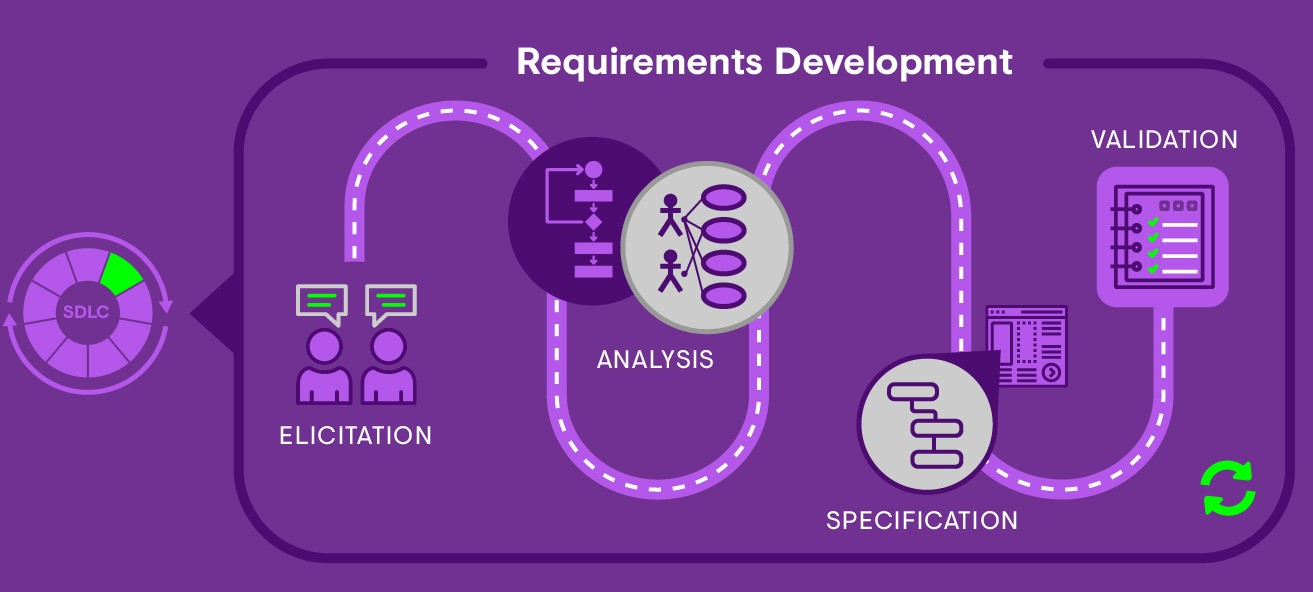 Requirements Development
VALIDATION
SDLC
ANALYSIS
ELICITATION
SPECIFICATION